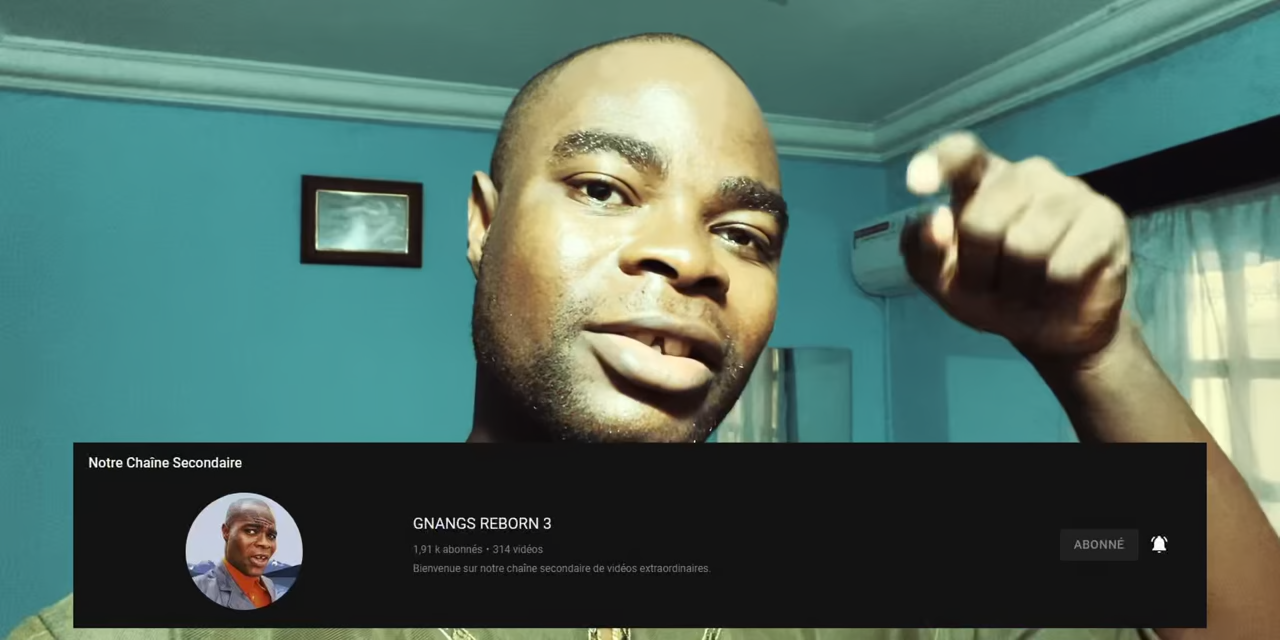 Notre Chaîne Secondaire
GNANGS REBORN 3
1,91 k abonnés • 314 vidéos
Bienvenue sur notre chaîne secondaire de vidéos extraordinaires.
ABONNÉ